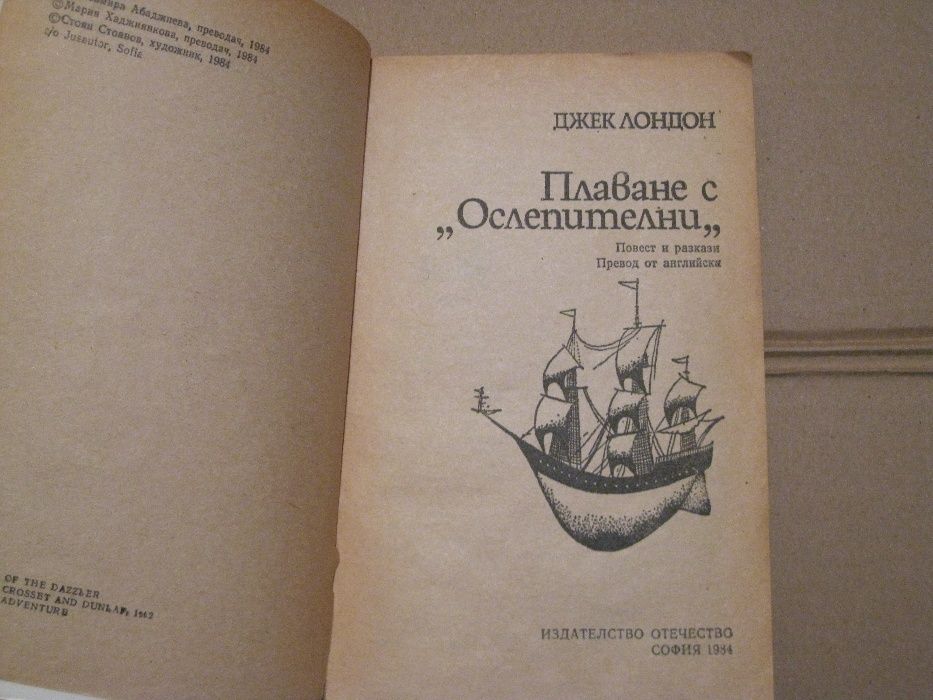 Абаджиева, преводач, 1984
©Мария Хаджиянкова, преводач, 1984
©Стоян Стоянов, художник, 1984
c/o Jusautor, Sofia
OF THE DAZZLER
CROSSET AND DUNLAP, 1962
ADVENTURE
ДЖЕК ЛОНДОН
Плаване с
„Ослепителни„
Повест и разкази
Превод от английски
ИЗДАТЕЛСТВО ОТЕЧЕСТВО
СОФИЯ 1984